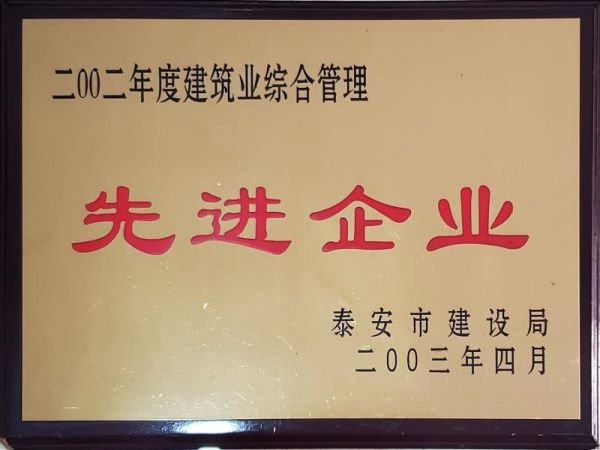 二00二年度建筑业综合管理
先进企业
泰安市建设局
二00三年四月